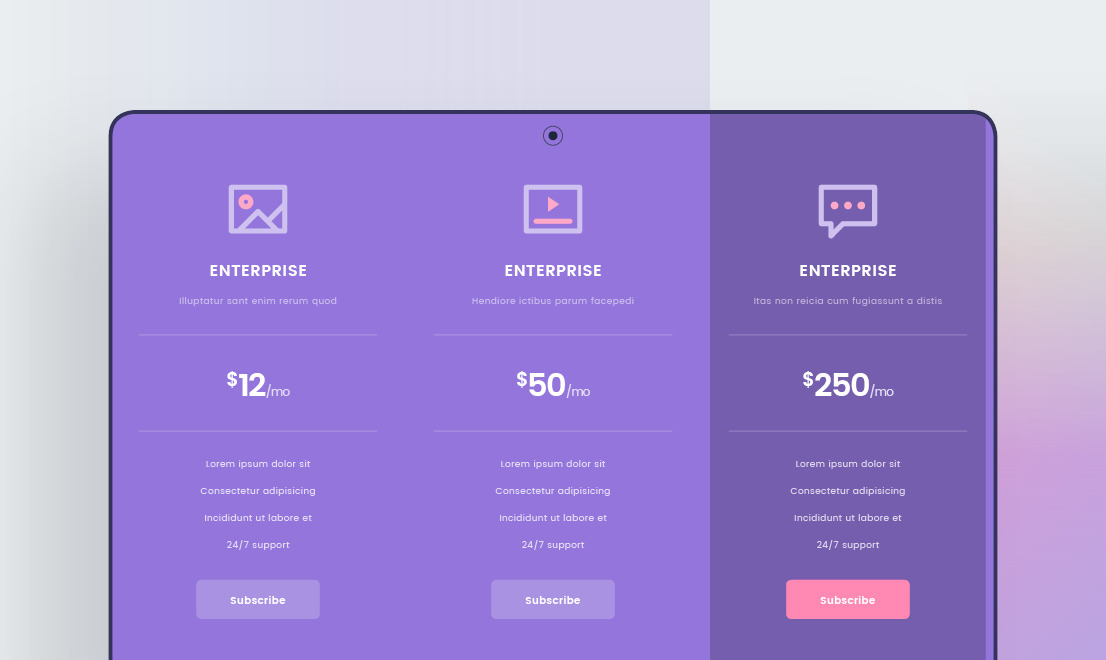 ENTERPRISE
Illuptatur sant enim rerum quod
$12/mo
Lorem ipsum dolor sit
Consectetur adipisicing
Incididunt ut labore et
24/7 support
Subscribe
ENTERPRISE
Hendiore ictibus parum facepedi
$50/mo
Lorem ipsum dolor sit
Consectetur adipisicing
Incididunt ut labore et
24/7 support
Subscribe
ENTERPRISE
Itas non reicia cum fugiassunt a distis
$250/mo
Lorem ipsum dolor sit
Consectetur adipisicing
Incididunt ut labore et
24/7 support
Subscribe